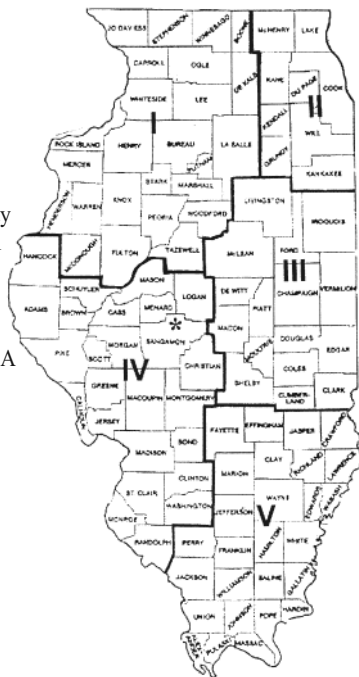 JO DAVIESS STEPHENSON WINNEBAGO BOONE McHENRY LAKE
CARROLL OGLE DE KALB KANE DU PAGE COOK
WHITESIDE LEE KENDALL II
I WILL
ROCK ISLAND HENRY BUREAU LA SALLE GRUNDY
MERCER PUTNAM KANKAKEE
STARK MARSHALL LIVINGSTON
y HENDERSON WARREN KNOX PEORIA WOODFORD IROQUOIS
HANCOCK McDONOUGH FULTON TAZEWELL McLEAN FORD
MASON III
SCHUYLER LOGAN DE WITT CHAMPAIGN VERMILION
ADAMS BROWN CASS MENARD PIATT
* MACON
MORGAN SANGAMON DOUGLAS
A PIKE SCOTT MOULTRIE EDGAR
IV CHRISTIAN COLES
GREENE SHELBY
CALHOUN MACOUPIN MONTGOMERY CUMBER-
LAND CLARK
JERSEY FAYETTE EFFINGHAM JASPER CRAWFORD
BOND CLAY RICHLAND LAWRENCE
MADISON MARION
CLINTON WAYNE EDWARDS WABASH
ST. CLAIR WASHINGTON JEFFERSON V
MONROE HAMILTON WHITE
RANDOLPH PERRY FRANKLIN
JACKSON WILLIAMSON SALINE GALLATIN
UNION JOHNSON POPE HARDIN
PULASKI MASSAC